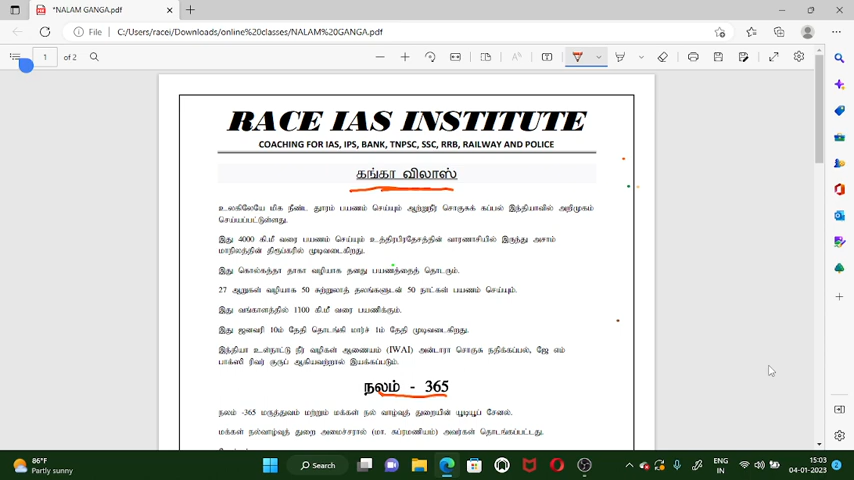 *NALAM GANGA.pdf
File | C:/Users/racei/Downloads/online%20classes/NALAM%20GANGA.pdf
1 of 2
RACE IAS INSTITUTE
COACHING FOR IAS, IPS, BANK, TNPSC, SSC, RRB, RAILWAY AND POLICE
கங்கா விலாஸ்
உலகிலேயே மிக நீண்ட தூரம் பயணம் செய்யும் ஆற்றுநீர் சொகுசுக் கப்பல் இந்தியாவில் அறிமுகம்
செய்யப்பட்டுள்ளது.
இது 4000 கி.மீ வரை பயணம் செய்யும் உத்திரபிரதேசத்தின் வாரணாசியில் இருந்து அசாம்
மாநிலத்தின் திருப்கரில் முடிவடைகிறது.
இது கொல்கத்தா தாகா வழியாக தனது பயணத்தைத் தொடரும்.
27 ஆறுகள் வழியாக 50 சுற்றுலாத் தலங்களுடன் 50 நாட்கள் பயணம் செய்யும்.
இது வங்காளத்தில் 1100 கி.மீ வரை பயணிக்கும்.
இது ஜனவரி 10ம் தேதி தொடங்கி மார்ச் 1ம் தேதி முடிவடைகிறது.
இந்தியா உள்நாட்டு நீர் வழிகள் ஆணையம் (IWAI) அன்டாரா சொகுசு நதிக்கப்பல், ஜே எம்
பாக்ஸி ரிவர் குருப் ஆகியவற்றால் இயக்கப்படும்.
நலம் - 365
நலம் -365 மருத்துவம் மற்றும் மக்கள் நல் வாழ்வுத் துறையின் யூடியூப் சேனல்.
மக்கள் நல்வாழ்வுத் துறை அமைச்சரால் (மா. சுப்ரமணியம்) அவர்கள் தொடங்கப்பட்டது.
86°F
Partly sunny
Search
ENG
IN
15:03
04-01-2023
2